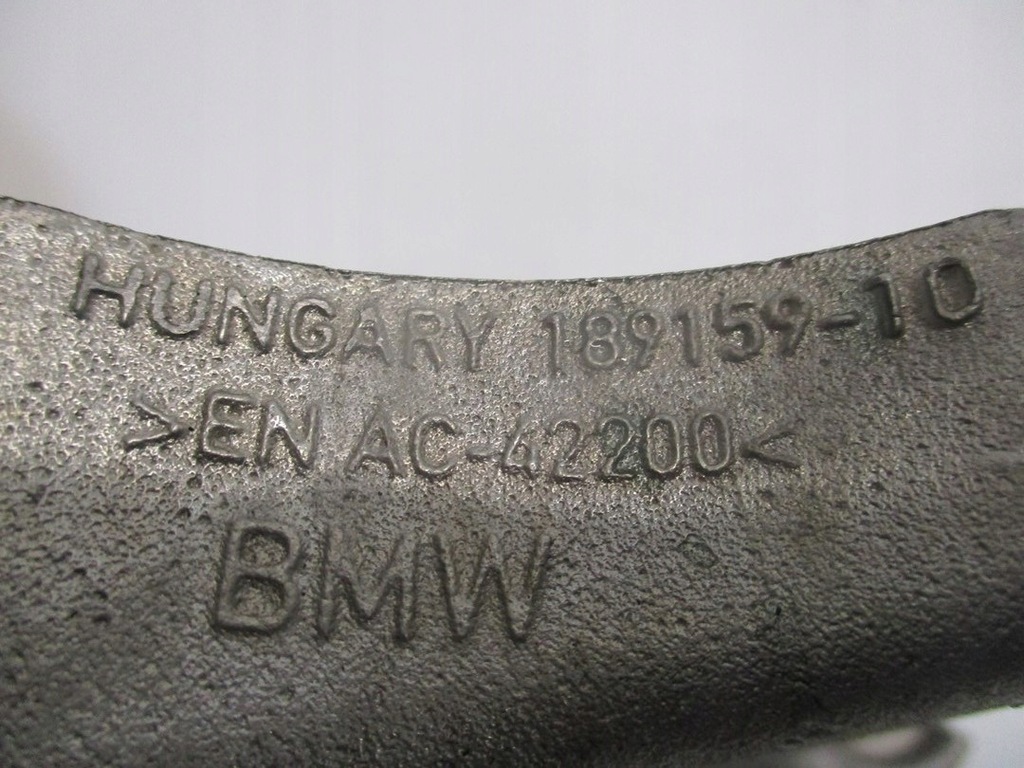 HUNGARY 189159-10
>EN AC-42200<
BMW